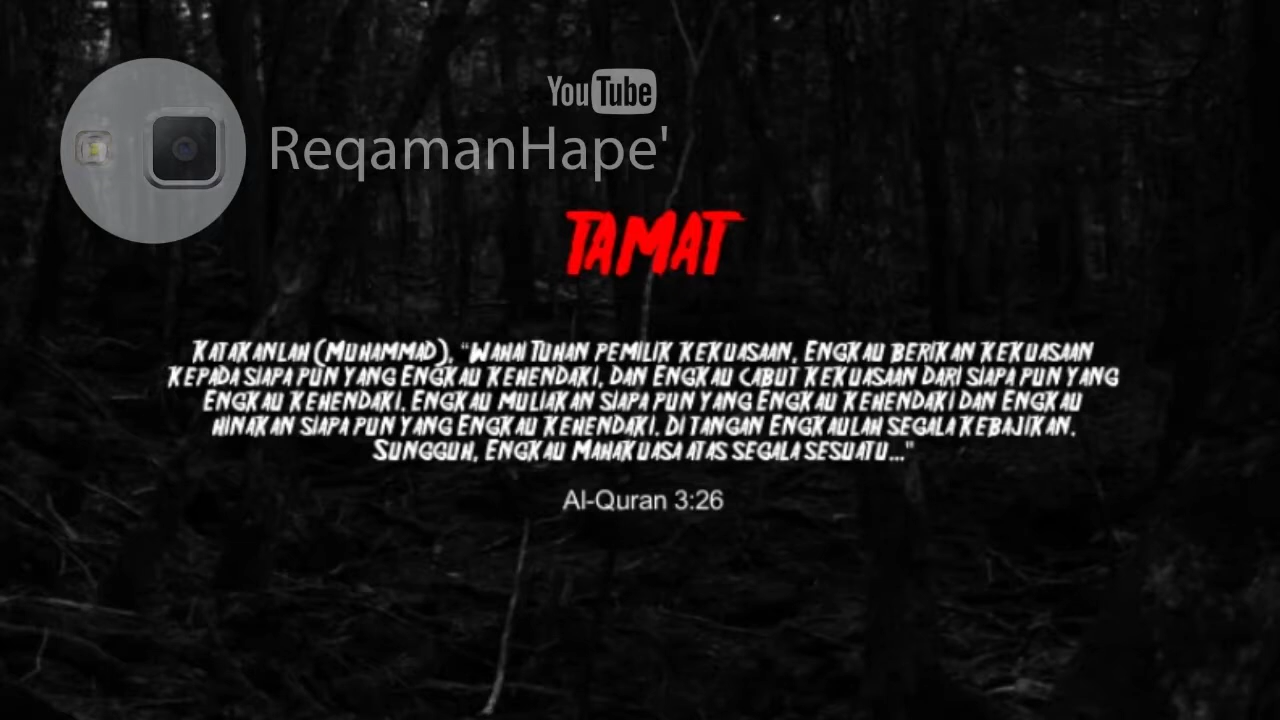 YouTube
ReqamanHape'
TAMAT
KATAKANLAH (MUHAMMAD), "WAHAI TUHAN PEMILIK KEKUASAAN, ENGKAU BERIKAN KEKUASAAN
KEPADA SIAPA PUN YANG ENGKAU KEHENDAKI, DAN ENGKAU CABUT KEKUASAAN DARI SIAPA PUN YANG
ENGKAU KEHENDAKI. ENGKAU MULIAKAN SIAPA PUN YANG ENGKAU KEHENDAKI DAN ENGKAU
HINAKAN SIAPA PUN YANG ENGKAU KEHENDAKI. DI TANGAN ENGKAULAH SEGALA KEBAJIKAN.
SUNGGUH, ENGKAU MAHAKUASA ATAS SEGALA SESUATU..."
Al-Quran 3:26